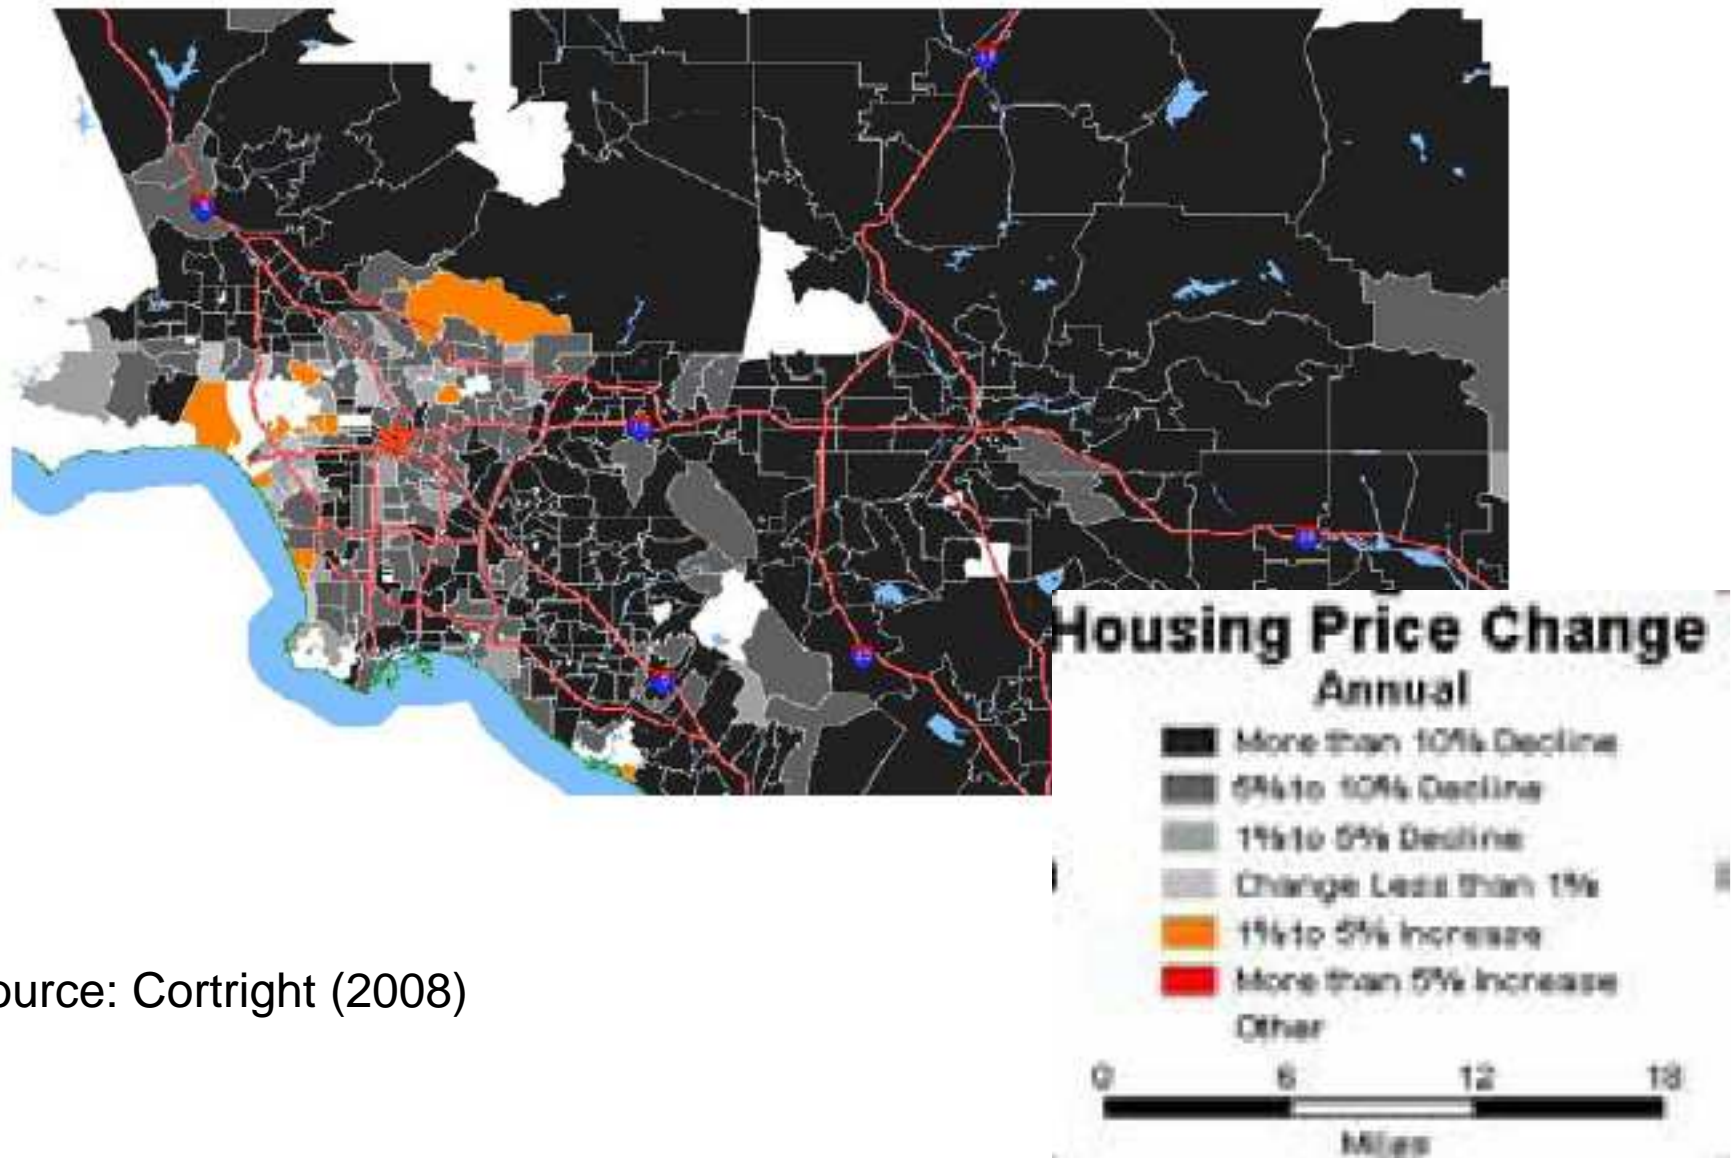 Housing Price Change
Annual
More than 10% Decline
5% to 10% Decline
1% to 5% Decline
Change Less than 1%
1% to 5% Increase
More than 5% Increase
Other
0 6 12 18
Miles
ource: Cortright (2008)